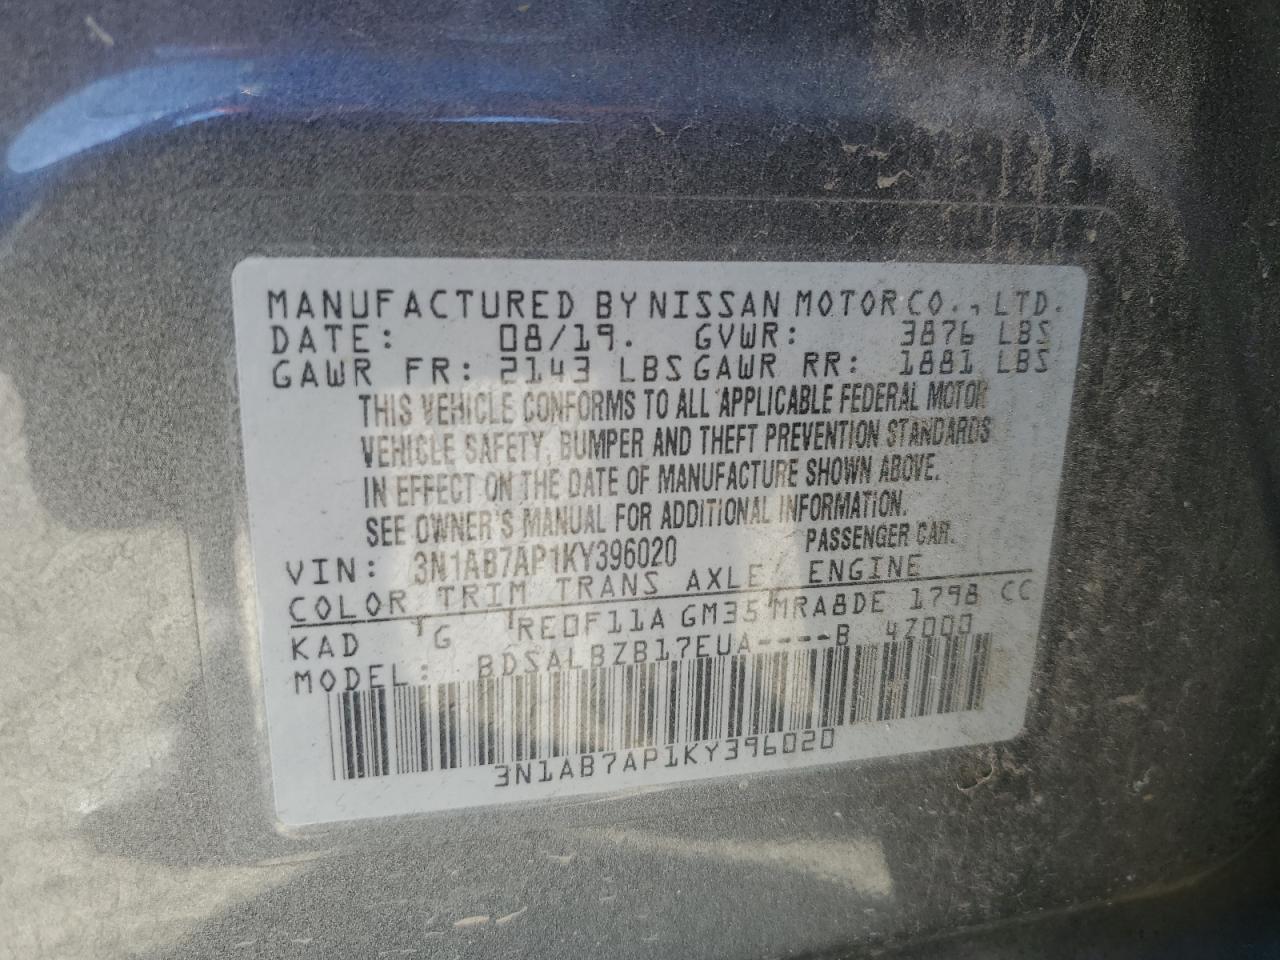 MANUFACTURED BY NISSAN MOTOR CO., LTD.
DATE: 08/19. GVWR: 3876 LBS
GAWR FR: 2143 LBS GAWR RR: 1881 LBS
THIS VEHICLE CONFORMS TO ALL APPLICABLE FEDERAL MOTOR
VEHICLE SAFETY, BUMPER AND THEFT PREVENTION STANDARDS
IN EFFECT ON THE DATE OF MANUFACTURE SHOWN ABOVE.
SEE OWNER'S MANUAL FOR ADDITIONAL INFORMATION.
VIN: 3N1AB7AP1KY396020 PASSENGER CAR.
COLOR TRIM TRANS AXLE ENGINE
KAD G RE0F11A GM35 MRA8DE 1798 CC
MODEL: BDSALBZB17EUA----B 4Z000
3N1AB7AP1KY396020